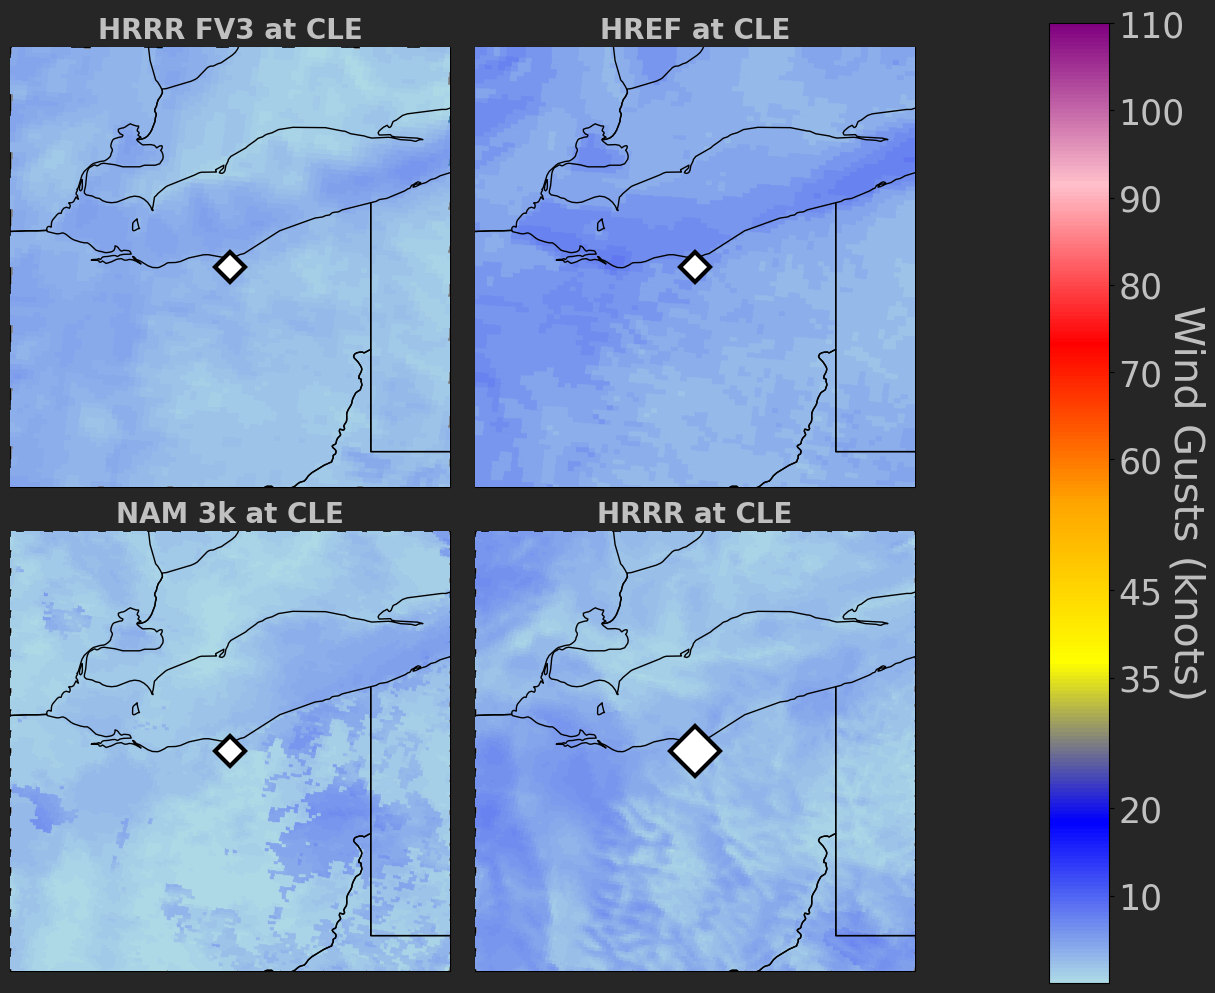 HRRR FV3 at CLE
HREF at CLE
NAM 3k at CLE
HRRR at CLE
110
100
90
80
70
60
45
35
20
10
Wind Gusts (knots)